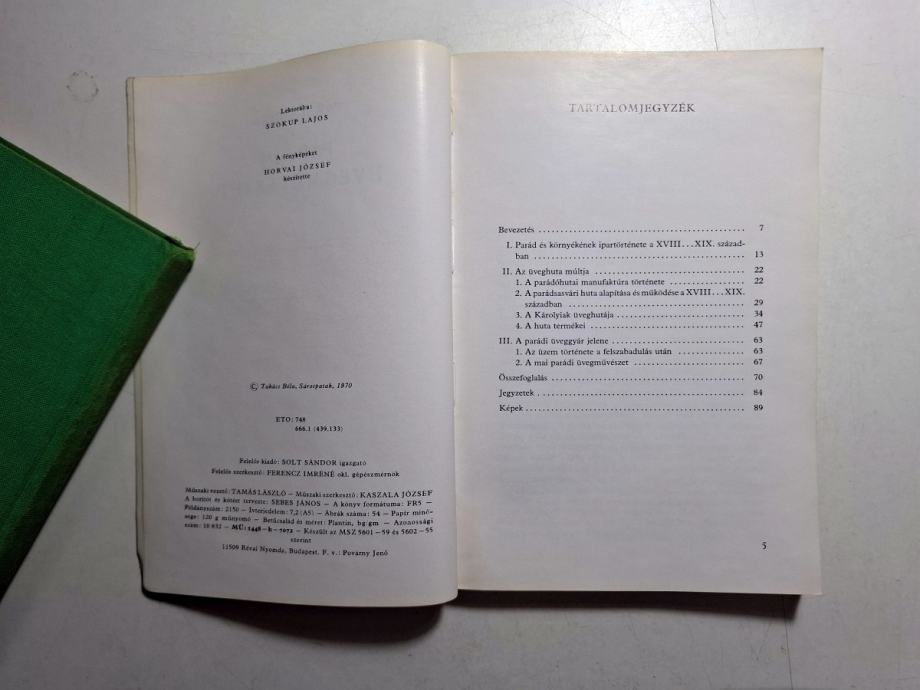 Lektorálta:
SZOKUP LAJOS
A fényképeket
HORVAI JÓZSEF
készítette
© Takács Béla, Sárospatak, 1970
ETO: 748
666.1 (439.133)
Felelős kiadó: SOLT SÁNDOR igazgató
Felelős szerkesztő: FERENCZ IMRÉNÉ okl. gépészmérnök
Műszaki vezető: TAMÁS LÁSZLÓ — Műszaki szerkesztő: KASZALA JÓZSEF
A borítót és kötést tervezte: SEBES JÁNOS — A könyv formátuma: FR5 —
Példányszám: 2150 — Ívterjedelem: 7,2 (A5) — Ábrák száma: 54 — Papír minő-
sége: 120 g műnyomó — Betűcsalád és méret: Plantin, bg gm — Azonossági
szám: 10 832 — MŰ: 1448-k-7072 — Készült az MSZ 5601-59 és 5602-55
szerint
11509 Révai Nyomda, Budapest. F. v.: Povárny Jenő
TARTALOMJEGYZÉK
Bevezetés ........ 7
I. Parád és környékének ipartörténete a XVIII...XIX. század-
ban ........ 13
II. Az üveghuta múltja ........ 22
1. A parádóhutai manufaktúra története ........ 22
2. A parádsasvári huta alapítása és működése a XVIII...XIX.
században ........ 29
3. A Károlyiak üveghutája ........ 34
4. A huta termékei ........ 47
III. A parádi üveggyár jelene ........ 63
1. Az üzem története a felszabadulás után ........ 63
2. A mai parádi üvegművészet ........ 67
Összefoglalás ........ 70
Jegyzetek ........ 84
Képek ........ 89
5